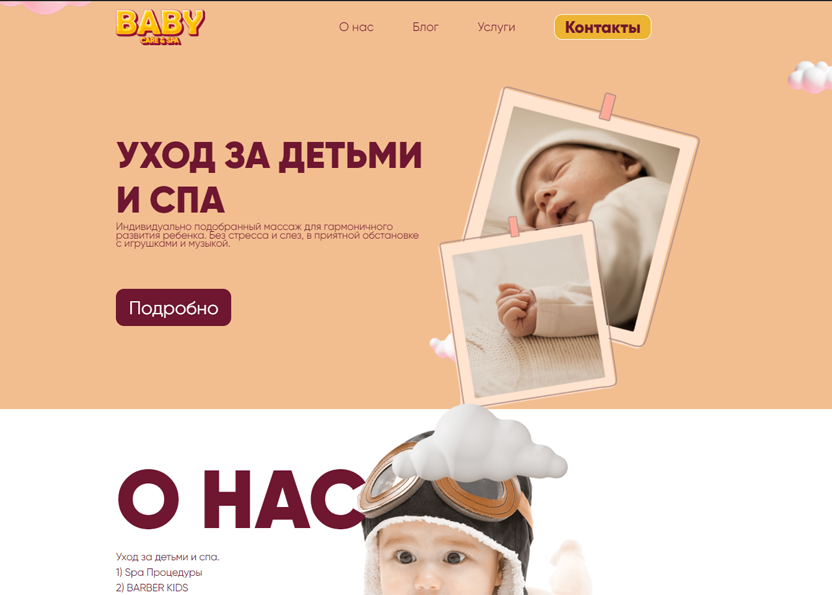 BABY
CARE & SPA
О нас
Блог
Услуги
Контакты
УХОД ЗА ДЕТЬМИ
И СПА
Индивидуально подобранный массаж для гармоничного
развития ребенка. Без стресса и слез, в приятной обстановке
с игрушками и музыкой.
Подробно
О НАС
Уход за детьми и спа.
1) Spa Процедуры
2) BARBER KIDS